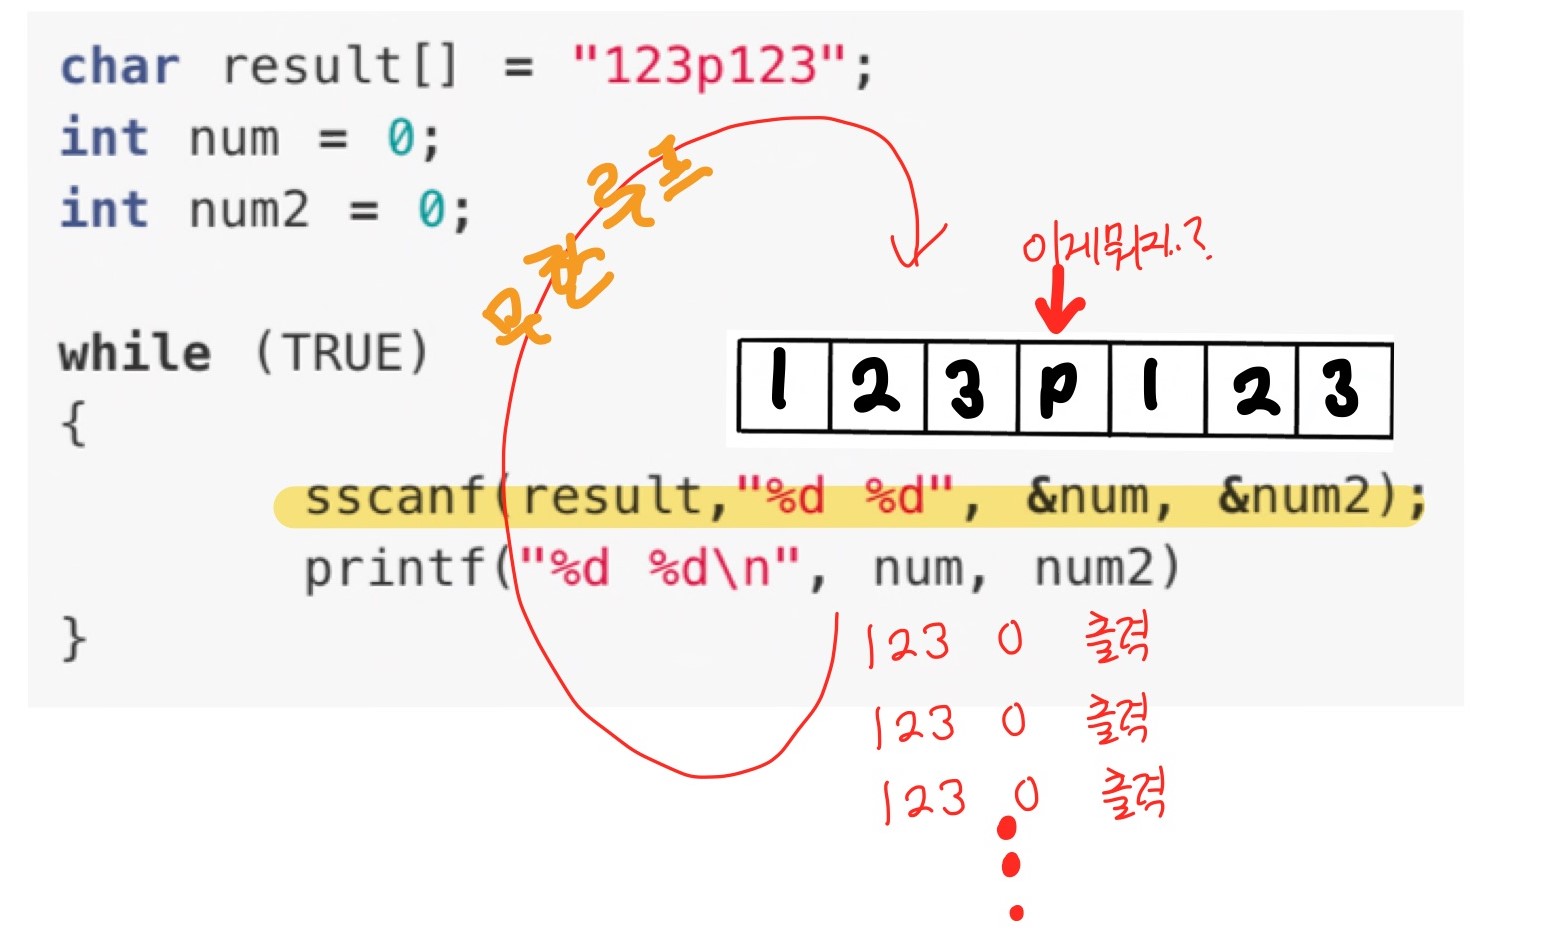 char result[] = "123p123";
int num = 0;
int num2 = 0;
무한 루프
이게뭐지..?
while (TRUE)
{
1 2 3 p 1 2 3
sscanf(result,"%d %d", &num, &num2);
printf("%d %d\n", num, num2)
}
123 0 출력
123 0 출력
123 0 출력